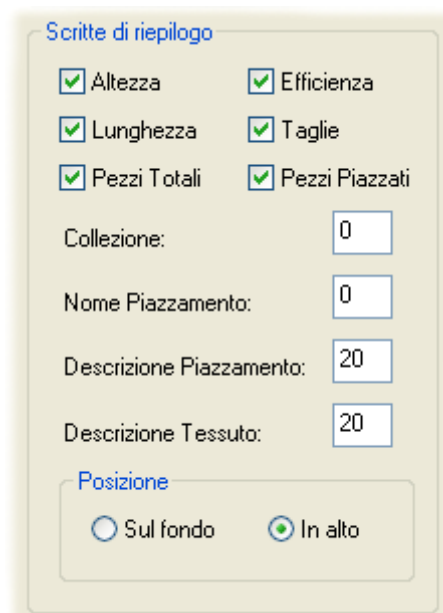 Scritte di riepilogo
Altezza Efficienza
Lunghezza Taglie
Pezzi Totali Pezzi Piazzati
Collezione: 0
Nome Piazzamento: 0
Descrizione Piazzamento: 20
Descrizione Tessuto: 20
Posizione
Sul fondo In alto